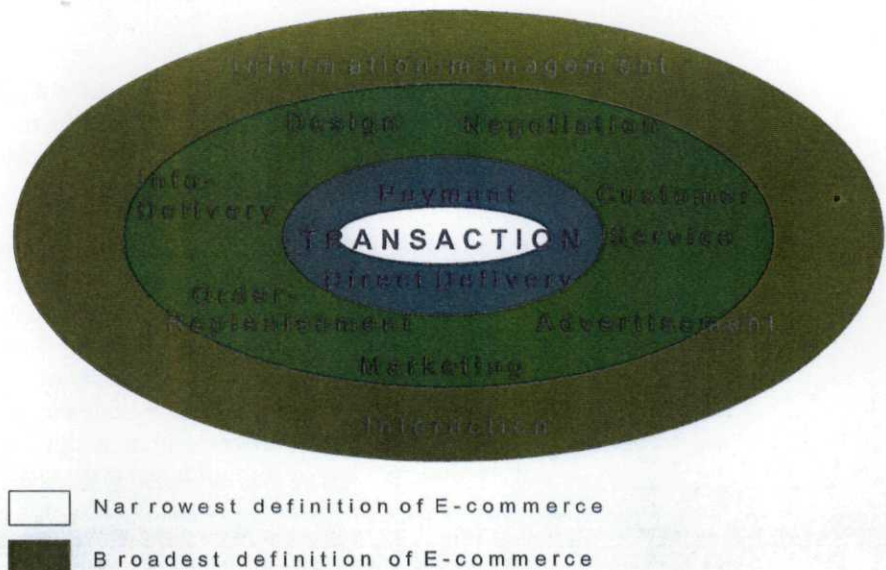 Information management
Design Negotiation
Info-
Delivery
Payment
Customer
Service
TRANSACTION
Direct Delivery
Order-
Replenishment
Advertisement
Marketing
Interaction
Narrowest definition of E-commerce
Broadest definition of E-commerce